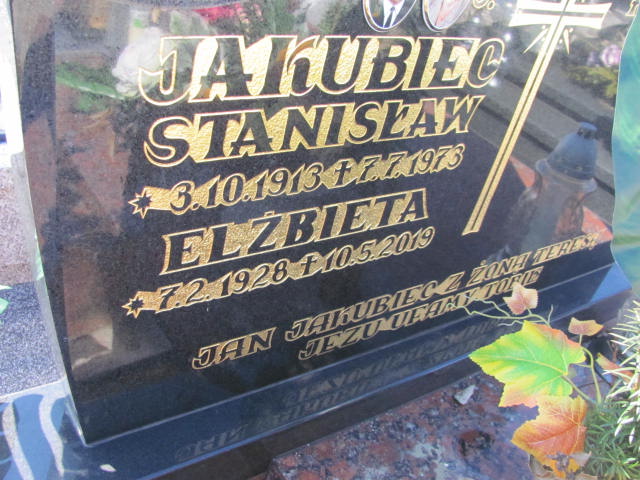 JAKUBIEC
STANISŁAW
* 3.10.1913 ✝ 7.7.1973
ELŻBIETA
* 7.2.1928 ✝ 10.5.2019
JAN JAKUBIEC Z ŻONĄ TERESĄ
JEZU UFAMY TOBIE